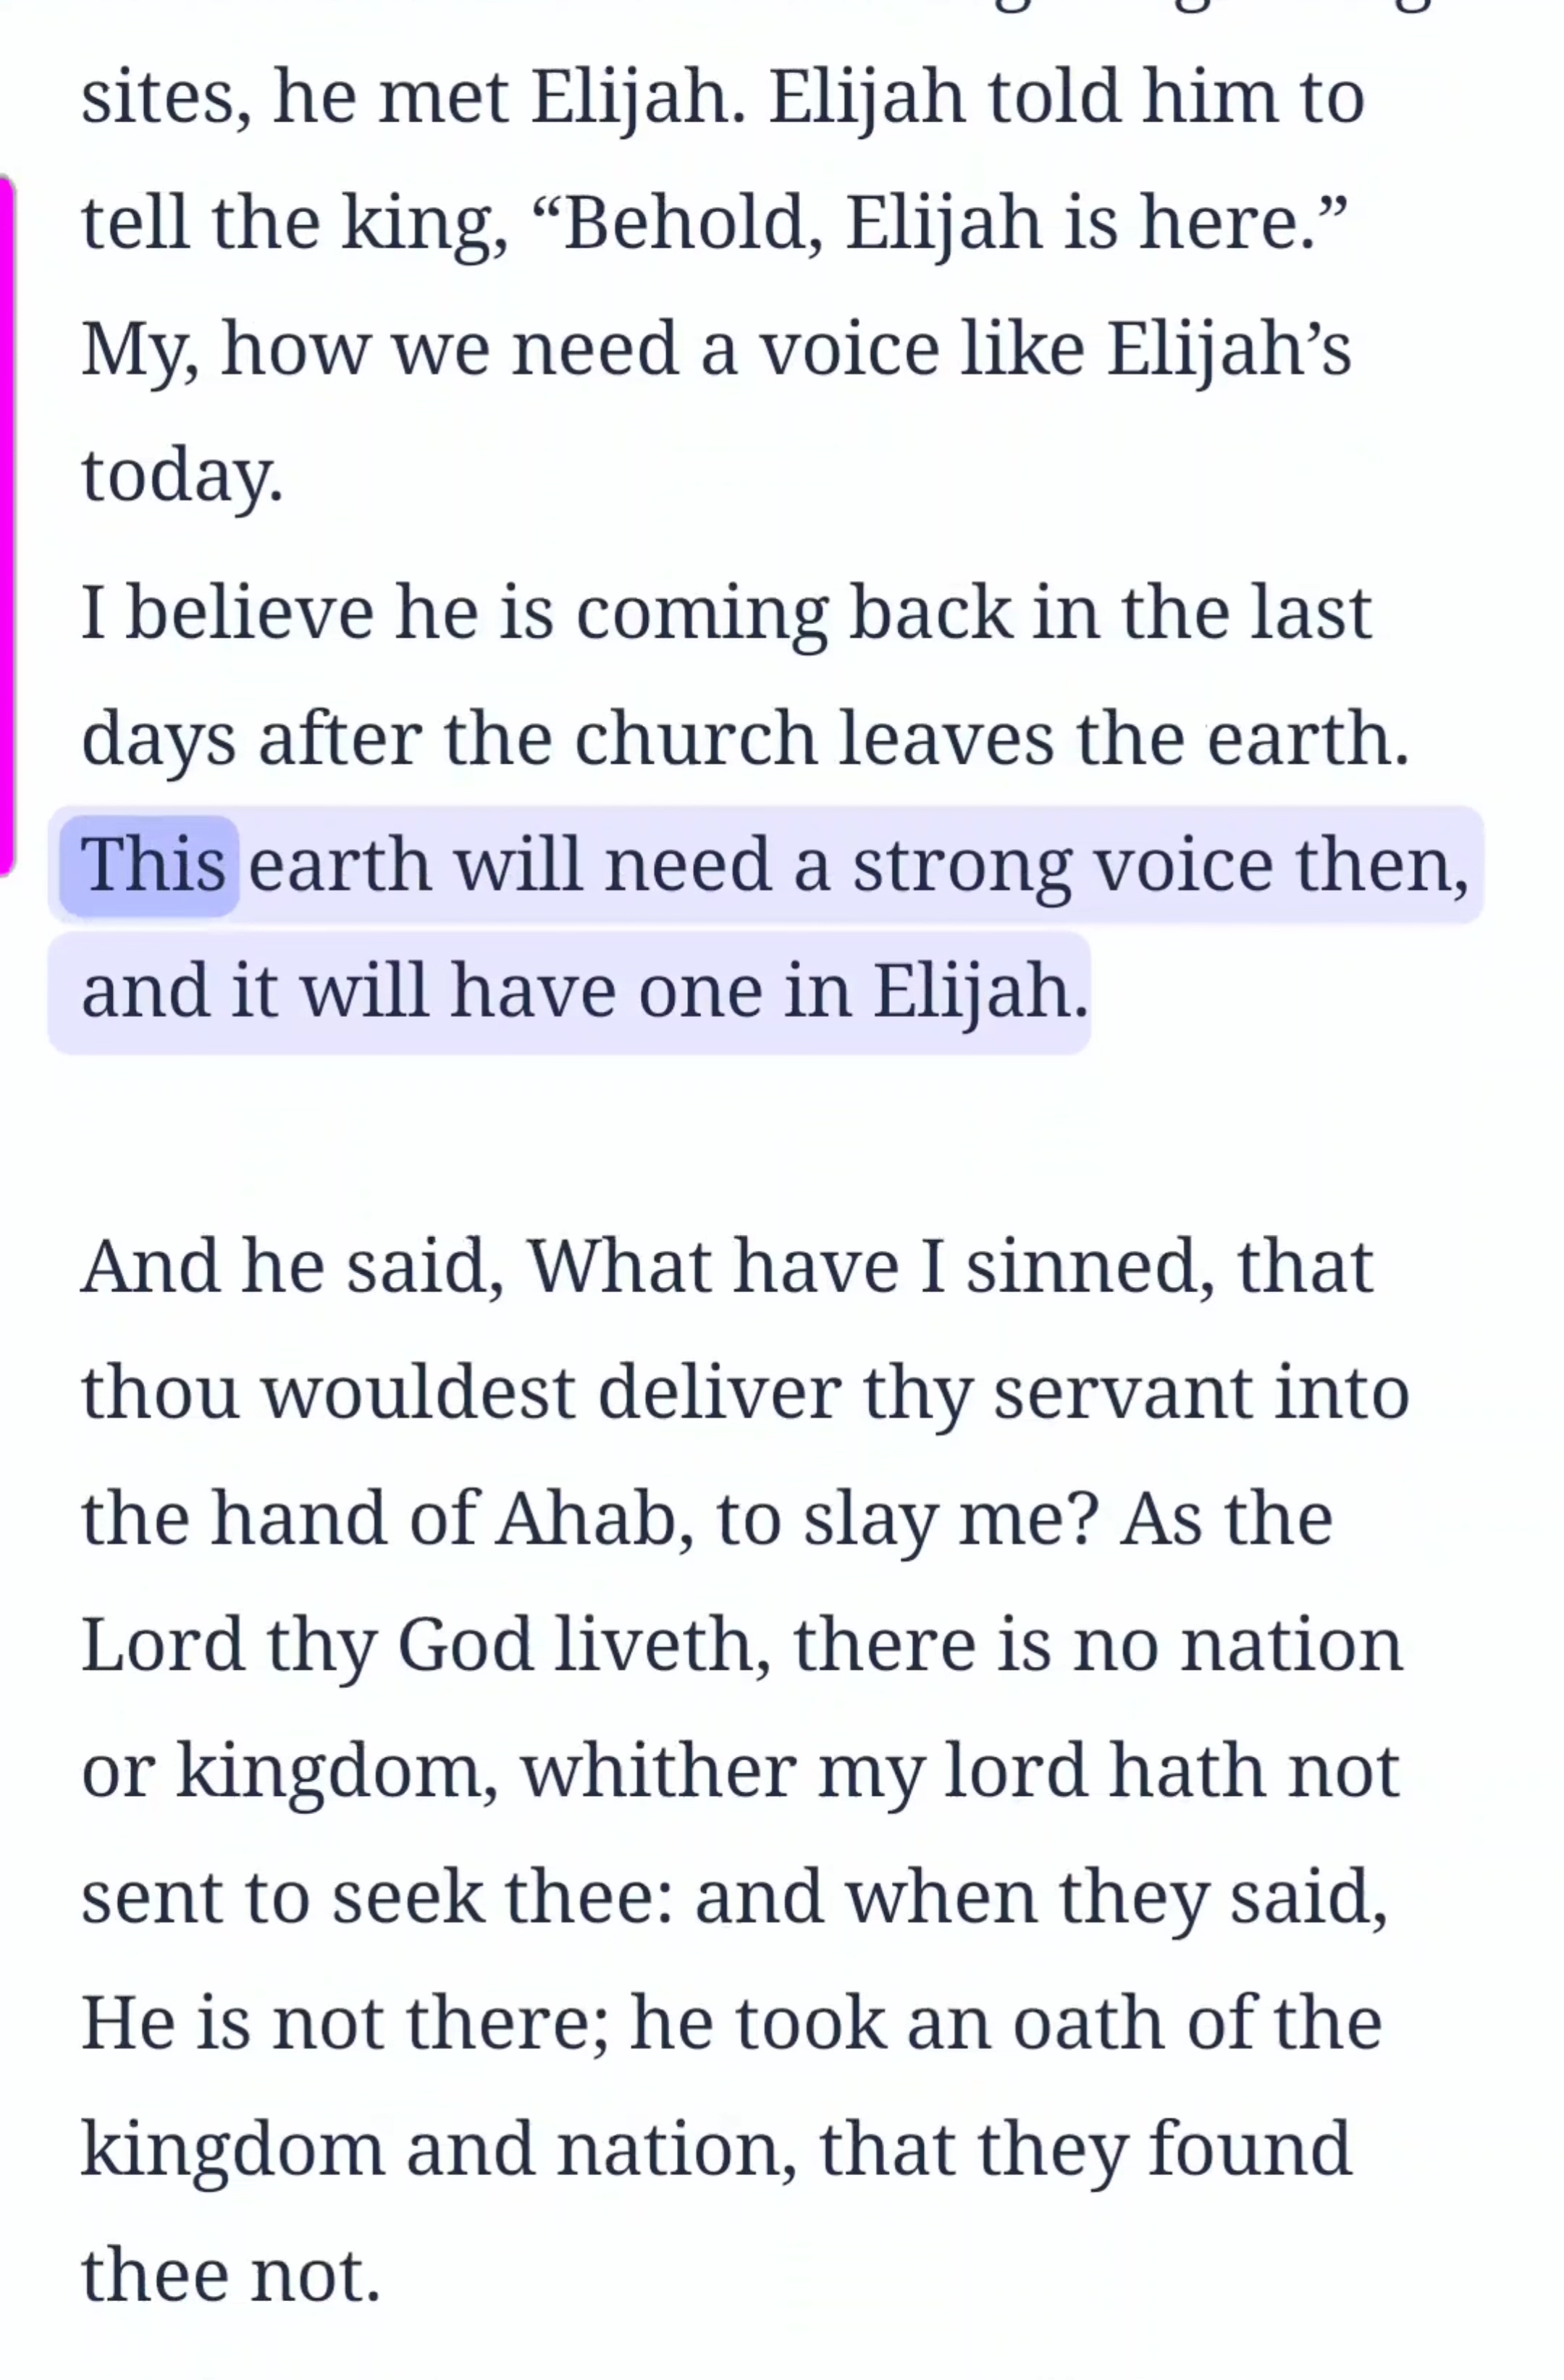 sites, he met Elijah. Elijah told him to
tell the king, “Behold, Elijah is here.”
My, how we need a voice like Elijah’s
today.
I believe he is coming back in the last
days after the church leaves the earth.
This earth will need a strong voice then,
and it will have one in Elijah.
And he said, What have I sinned, that
thou wouldest deliver thy servant into
the hand of Ahab, to slay me? As the
Lord thy God liveth, there is no nation
or kingdom, whither my lord hath not
sent to seek thee: and when they said,
He is not there; he took an oath of the
kingdom and nation, that they found
thee not.